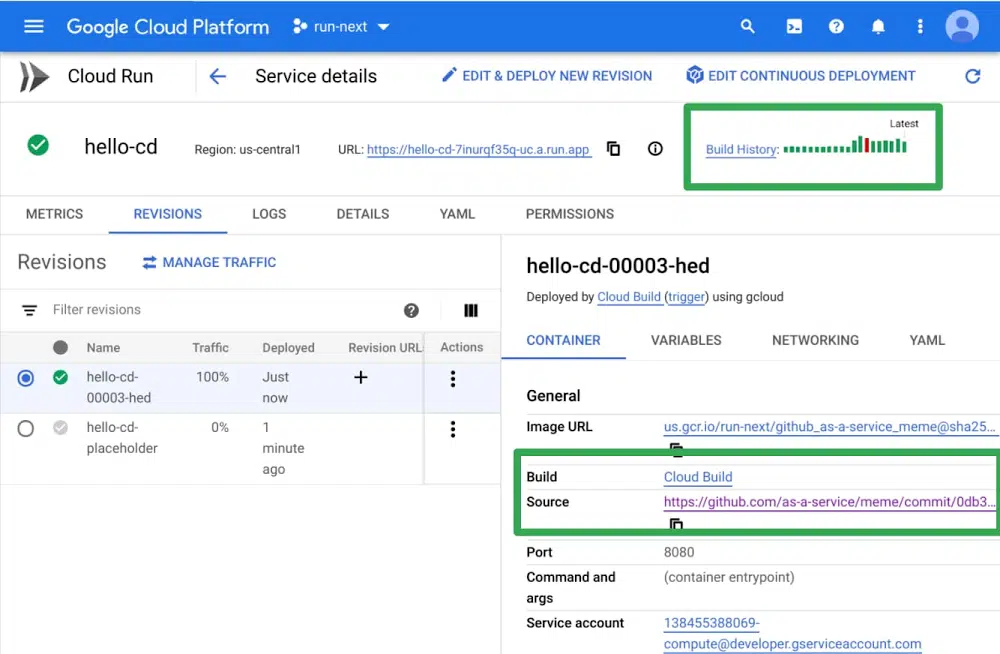 Google Cloud Platform run-next
Cloud Run Service details EDIT & DEPLOY NEW REVISION EDIT CONTINUOUS DEPLOYMENT
Latest
hello-cd Region: us-central1 URL: https://hello-cd-7inurqf35q-uc.a.run.app Build History:
METRICS REVISIONS LOGS DETAILS YAML PERMISSIONS
Revisions MANAGE TRAFFIC
Filter revisions
Name Traffic Deployed Revision URL Actions
hello-cd- 100% Just
00003-hed now
hello-cd- 0% 1
placeholder minute
ago
hello-cd-00003-hed
Deployed by Cloud Build (trigger) using gcloud
CONTAINER VARIABLES NETWORKING YAML
General
Image URL us.gcr.io/run-next/github_as-a-service_meme@sha25...
Build Cloud Build
Source https://github.com/as-a-service/meme/commit/0db3...
Port 8080
Command and (container entrypoint)
args
Service account 138455388069-
compute@developer.gserviceaccount.com